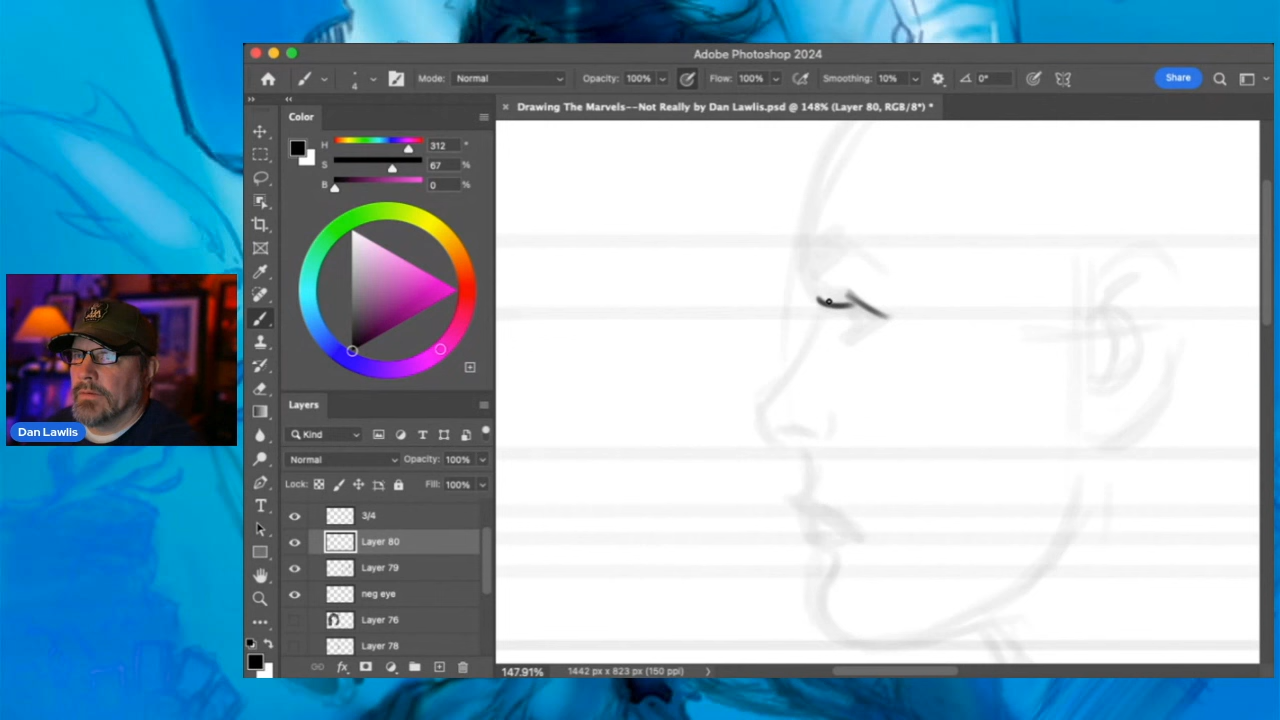 Adobe Photoshop 2024
4
Mode: Normal
Opacity: 100%
Flow: 100%
Smoothing: 10%
0°
Share
Color
× Drawing The Marvels--Not Really by Dan Lawlis.psd @ 148% (Layer 80, RGB/8*) *
H 312 °
S 67 %
B 0 %
Layers
Kind
Normal Opacity: 100%
Lock: Fill: 100%
3/4
Layer 80
Layer 79
neg eye
Layer 76
Layer 78
fx
147.91% 1442 px x 823 px (150 ppi)
Dan Lawlis